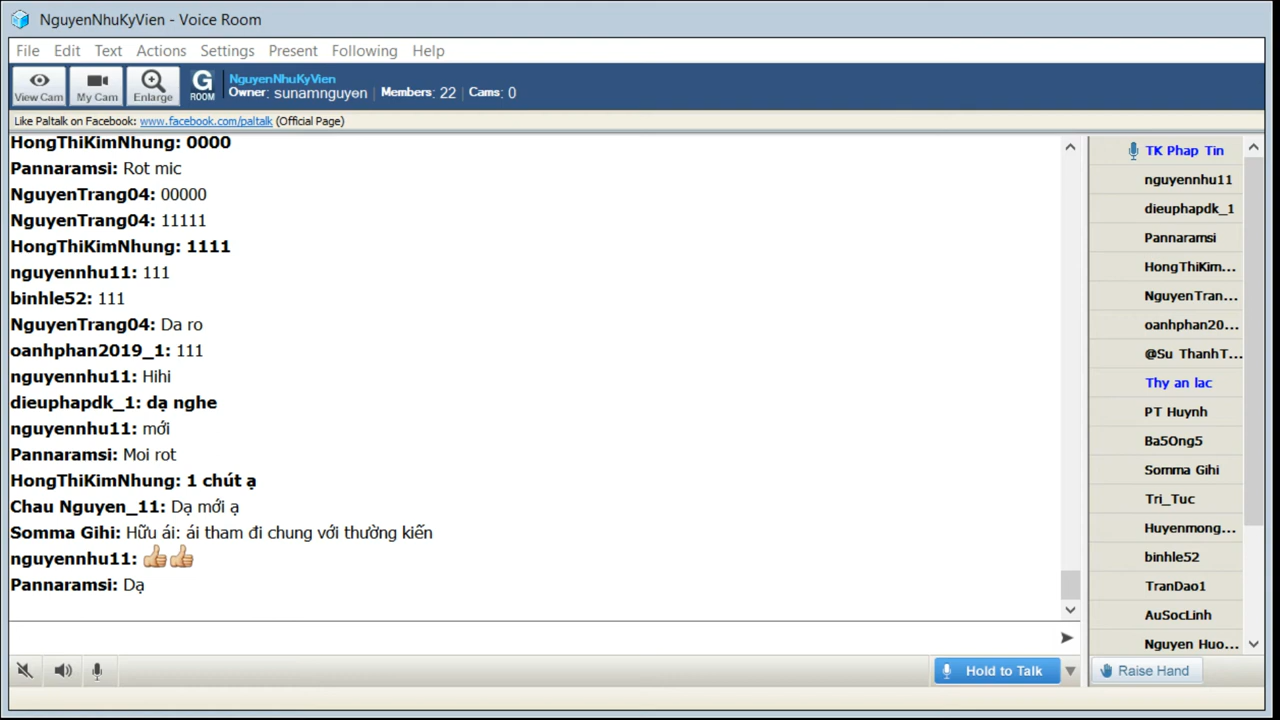 NguyenNhuKyVien - Voice Room
File Edit Text Actions Settings Present Following Help
View Cam My Cam Enlarge G ROOM
NguyenNhuKyVien
Owner: sunamnguyen | Members: 22 | Cams: 0
Like Paltalk on Facebook: www.facebook.com/paltalk (Official Page)
HongThiKimNhung: 0000
Pannaramsi: Rot mic
NguyenTrang04: 00000
NguyenTrang04: 11111
HongThiKimNhung: 1111
nguyennhu11: 111
binhle52: 111
NguyenTrang04: Da ro
oanhphan2019_1: 111
nguyennhu11: Hihi
dieuphapdk_1: dạ nghe
nguyennhu11: mới
Pannaramsi: Moi rot
HongThiKimNhung: 1 chút ạ
Chau Nguyen_11: Dạ mới ạ
Somma Gihi: Hữu ái: ái tham đi chung với thường kiến
nguyennhu11: 👍👍
Pannaramsi: Dạ
TK Phap Tin
nguyennhu11
dieuphapdk_1
Pannaramsi
HongThiKim...
NguyenTran...
oanhphan20...
@Su ThanhT...
Thy an lac
PT Huynh
Ba5Ong5
Somma Gihi
Tri_Tuc
Huyenmong...
binhle52
TranDao1
AuSocLinh
Nguyen Huo...
Hold to Talk
Raise Hand